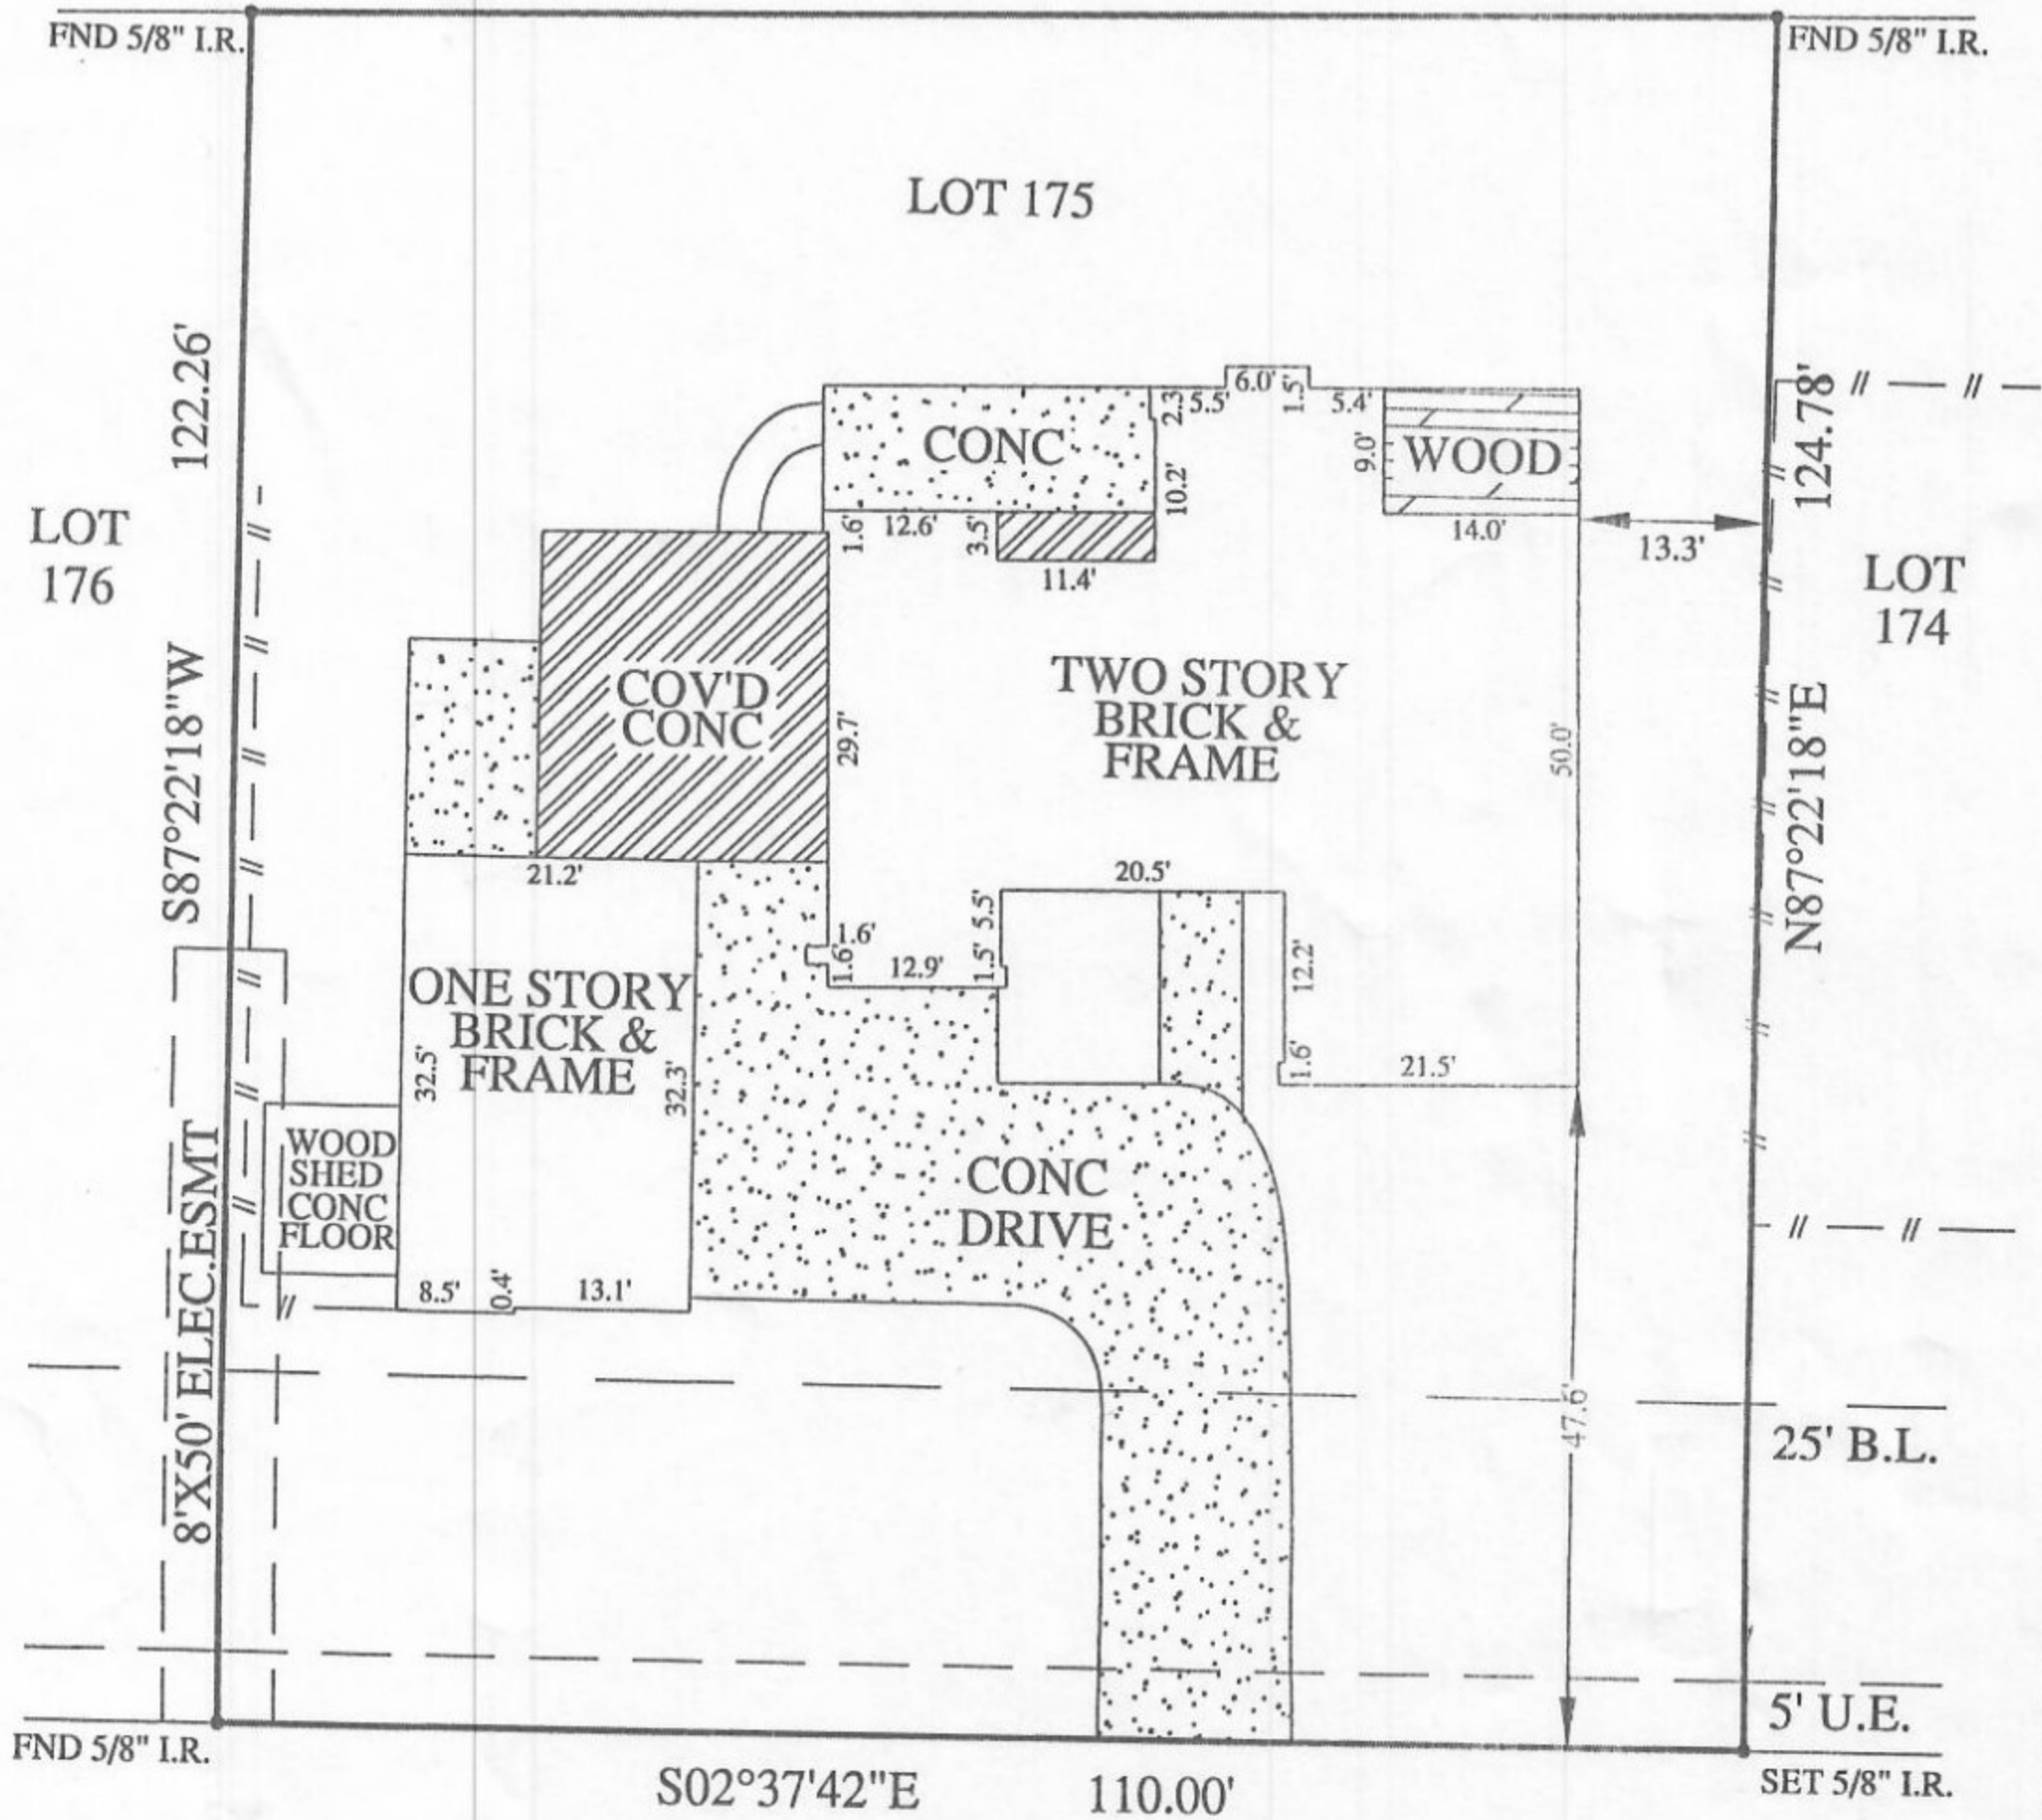 FND 5/8" I.R.
FND 5/8" I.R.
LOT 175
122.26'
124.78'
6.0'
1.5'
2.3'
5.5'
5.4'
CONC
9.0'
WOOD
10.2'
1.6'
12.6'
3.5'
14.0'
13.3'
11.4'
LOT
176
LOT
174
COV'D
CONC
TWO STORY
BRICK &
FRAME
29.7'
50.0'
S87°22'18"W
N87°22'18"E
21.2'
20.5'
5.5'
1.6'
1.6'
12.9'
1.5'
12.2'
ONE STORY
BRICK &
FRAME
32.5'
32.3'
1.6'
21.5'
WOOD
SHED
CONC
FLOOR
CONC
DRIVE
8'X50' ELEC.ESMT
8.5'
0.4'
13.1'
47.6'
25' B.L.
5' U.E.
FND 5/8" I.R.
SET 5/8" I.R.
S02°37'42"E 110.00'